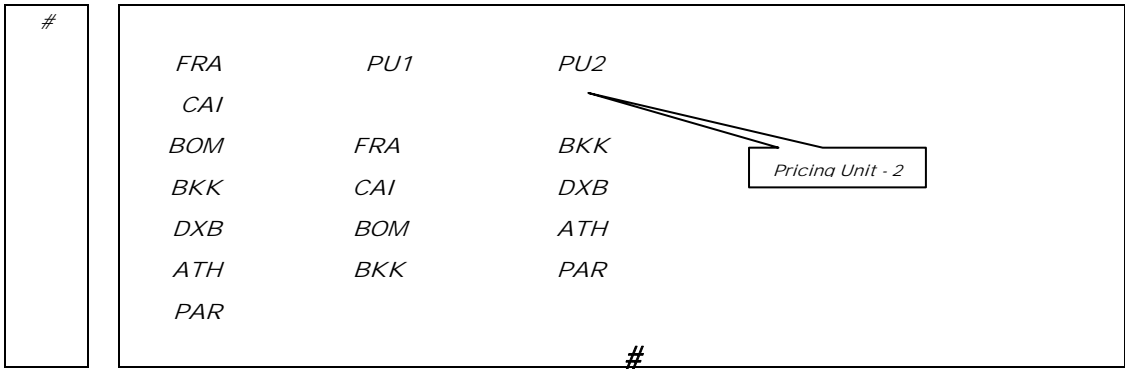 #
FRA PU1 PU2
CAI
BOM FRA BKK
BKK CAI DXB
DXB BOM ATH
ATH BKK PAR
PAR
Pricing Unit - 2
#